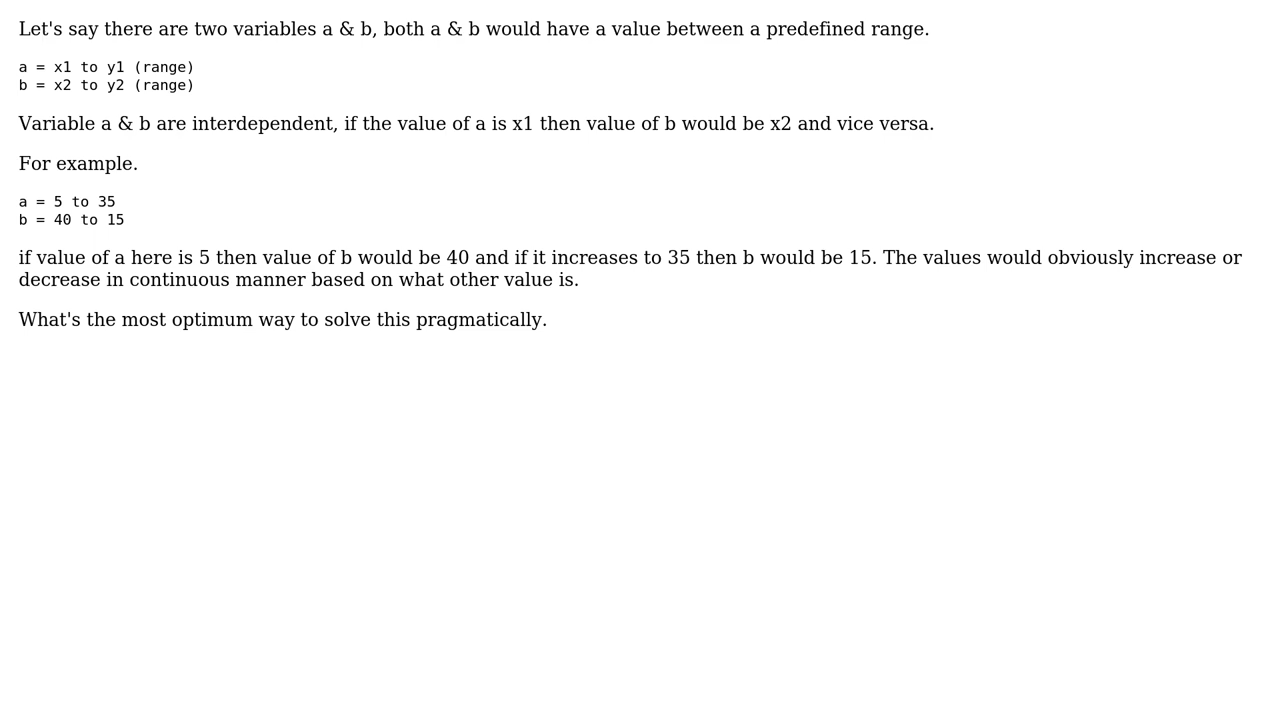 Let's say there are two variables a & b, both a & b would have a value between a predefined range.
a = x1 to y1 (range)
b = x2 to y2 (range)
Variable a & b are interdependent, if the value of a is x1 then value of b would be x2 and vice versa.
For example.
a = 5 to 35
b = 40 to 15
if value of a here is 5 then value of b would be 40 and if it increases to 35 then b would be 15. The values would obviously increase or
decrease in continuous manner based on what other value is.
What's the most optimum way to solve this pragmatically.